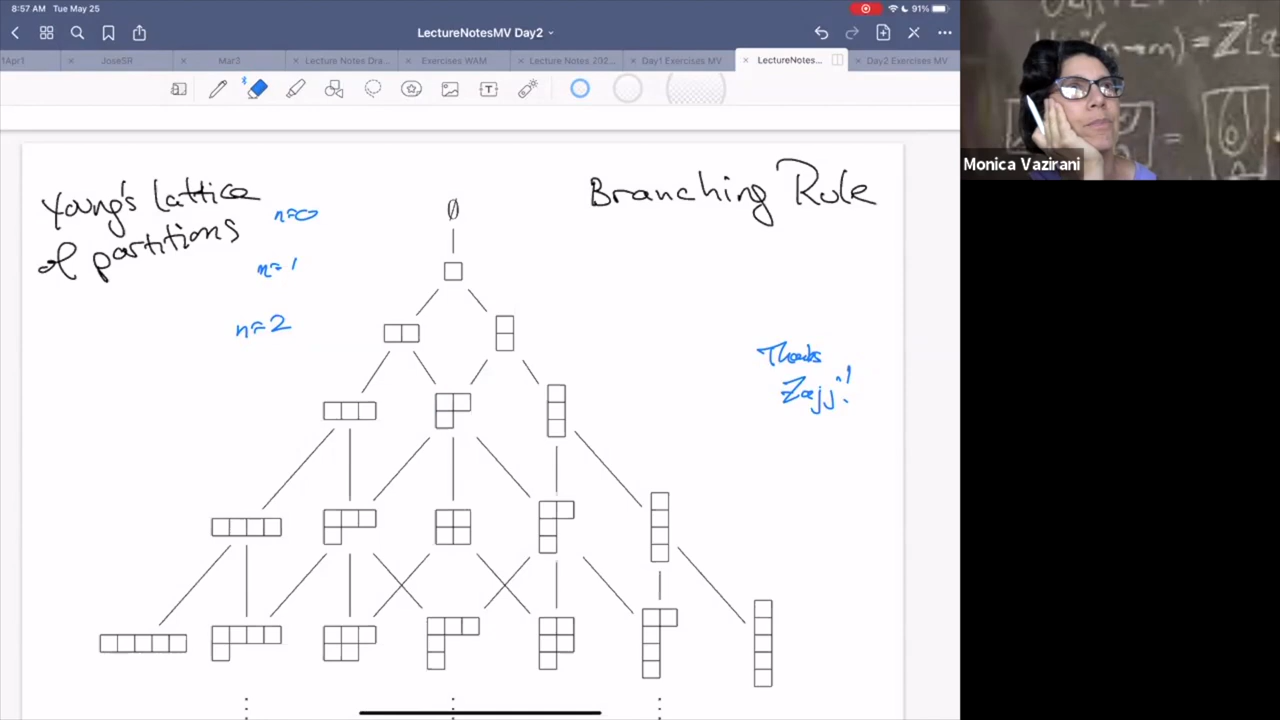 8:57 AM Tue May 25
91%
LectureNotesMV Day2
1Apr1
JoseSR
Mar3
Lecture Notes Dra...
Exercises WAM
Lecture Notes 202...
Day1 Exercises MV
LectureNotes...
Day2 Exercises MV
Monica Vazirani
Young's lattice
of partitions
Branching Rule
n=0
∅
n=1
n=2
Thanks
Zajj!